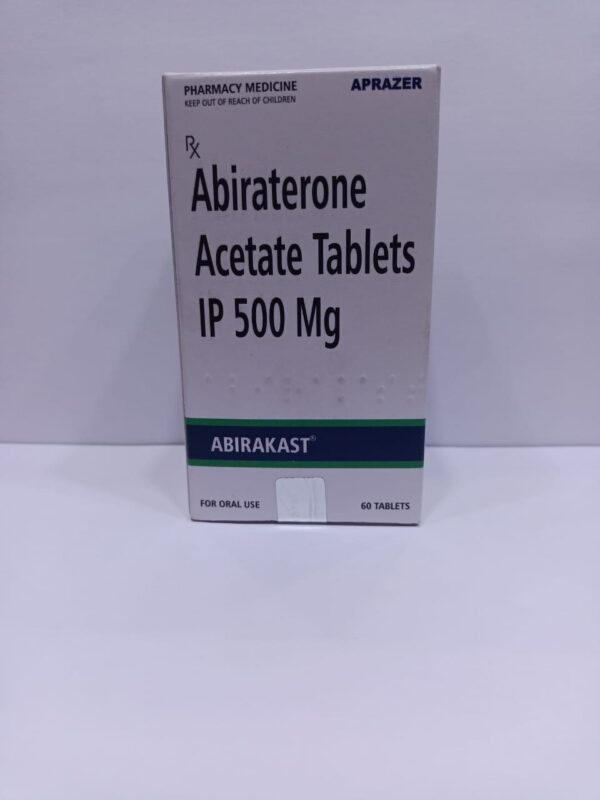 PHARMACY MEDICINE
KEEP OUT OF REACH OF CHILDREN
APRAZER
Rx
Abiraterone
Acetate Tablets
IP 500 Mg
ABIRAKAST®
FOR ORAL USE
60 TABLETS